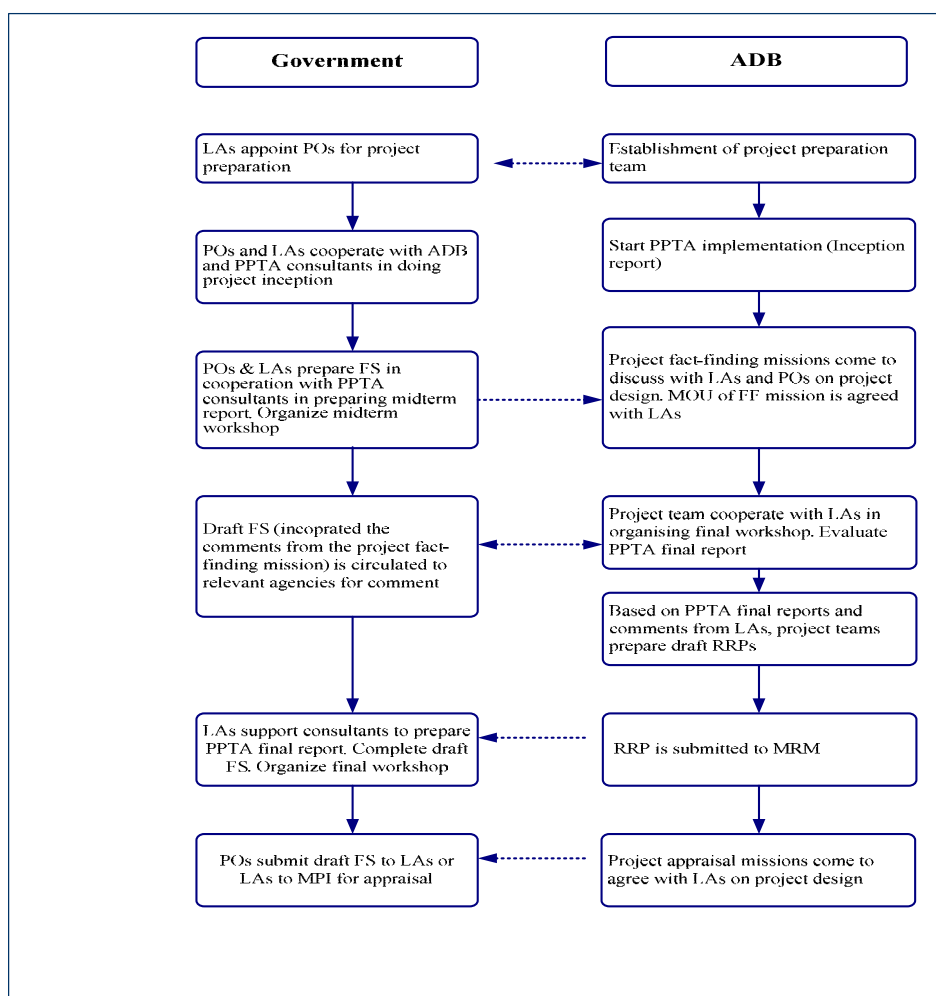 Government
ADB
LAs appoint POs for project
preparation
Establishment of project preparation
team
POs and LAs cooperate with ADB
and PPTA consultants in doing
project inception
Start PPTA implementation (Inception
report)
POs & LAs prepare FS in
cooperation with PPTA
consultants in preparing midterm
report. Organize midterm
workshop
Project fact-finding missions come to
discuss with LAs and POs on project
design. MOU of FF mission is agreed
with LAs
Draft FS (incoprated the
comments from the project fact-
finding mission) is circulated to
relevant agencies for comment
Project team cooperate with LAs in
organising final workshop. Evaluate
PPTA final report
Based on PPTA final reports and
comments from LAs, project teams
prepare draft RRPs
LAs support consultants to prepare
PPTA final report. Complete draft
FS. Organize final workshop
RRP is submitted to MRM
POs submit draft FS to LAs or
LAs to MPI for appraisal
Project appraisal missions come to
agree with LAs on project design